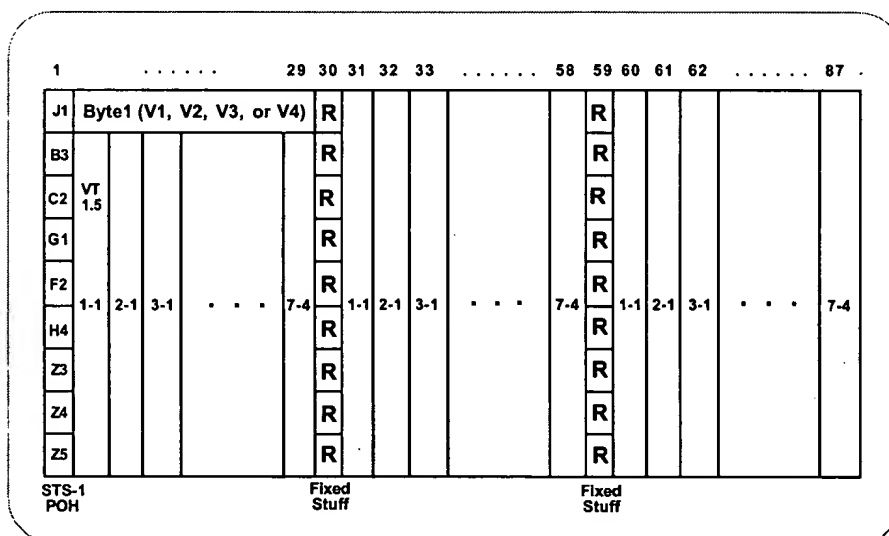 1 . . . . . . 29 30 31 32 33 . . . . . . 58 59 60 61 62 . . . . . . 87
J1 Byte1 (V1, V2, V3, or V4) R R
B3 R R
C2 VT 1.5 R R
G1 R R
F2 R R
1-1 2-1 3-1 . . . 7-4 1-1 2-1 3-1 . . . 7-4 1-1 2-1 3-1 . . . 7-4
H4 R R
Z3 R R
Z4 R R
Z5 R R
STS-1 Fixed Fixed
POH Stuff Stuff